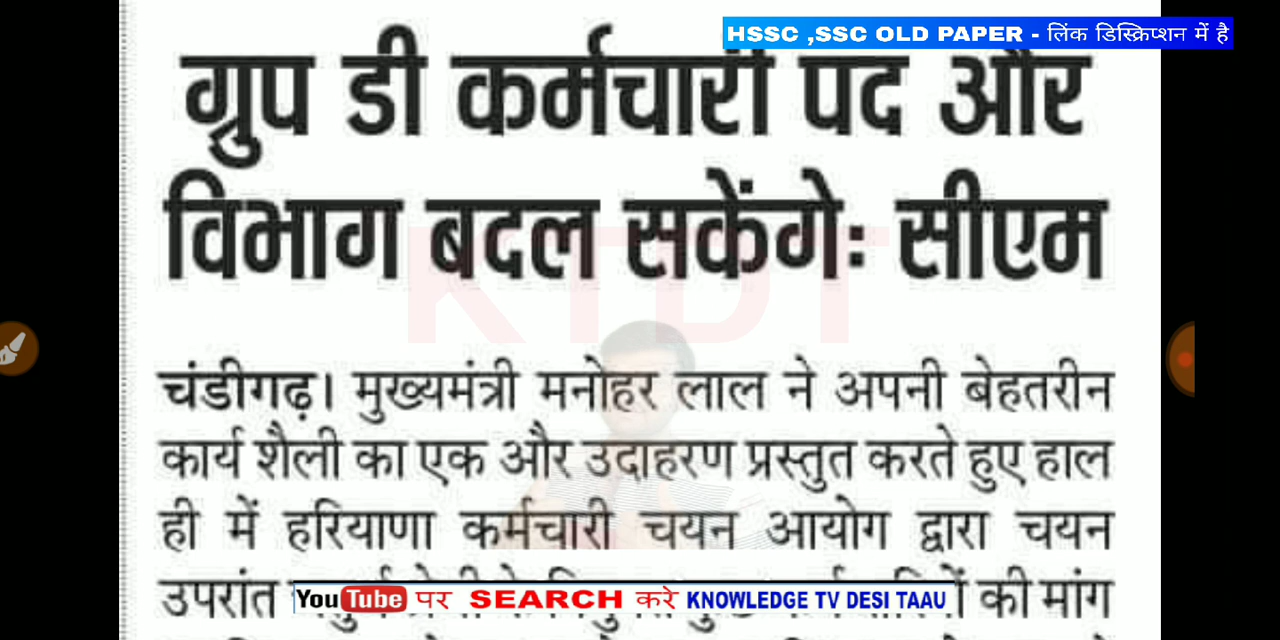 HSSC ,SSC OLD PAPER - लिंक डिस्क्रिप्शन में है
ग्रुप डी कर्मचारी पद और
विभाग बदल सकेंगेः सीएम
KTDT
चंडीगढ़। मुख्यमंत्री मनोहर लाल ने अपनी बेहतरीन
कार्य शैली का एक और उदाहरण प्रस्तुत करते हुए हाल
ही में हरियाणा कर्मचारी चयन आयोग द्वारा चयन
उपरांत की मांग
YouTube पर SEARCH करे KNOWLEDGE TV DESI TAAU